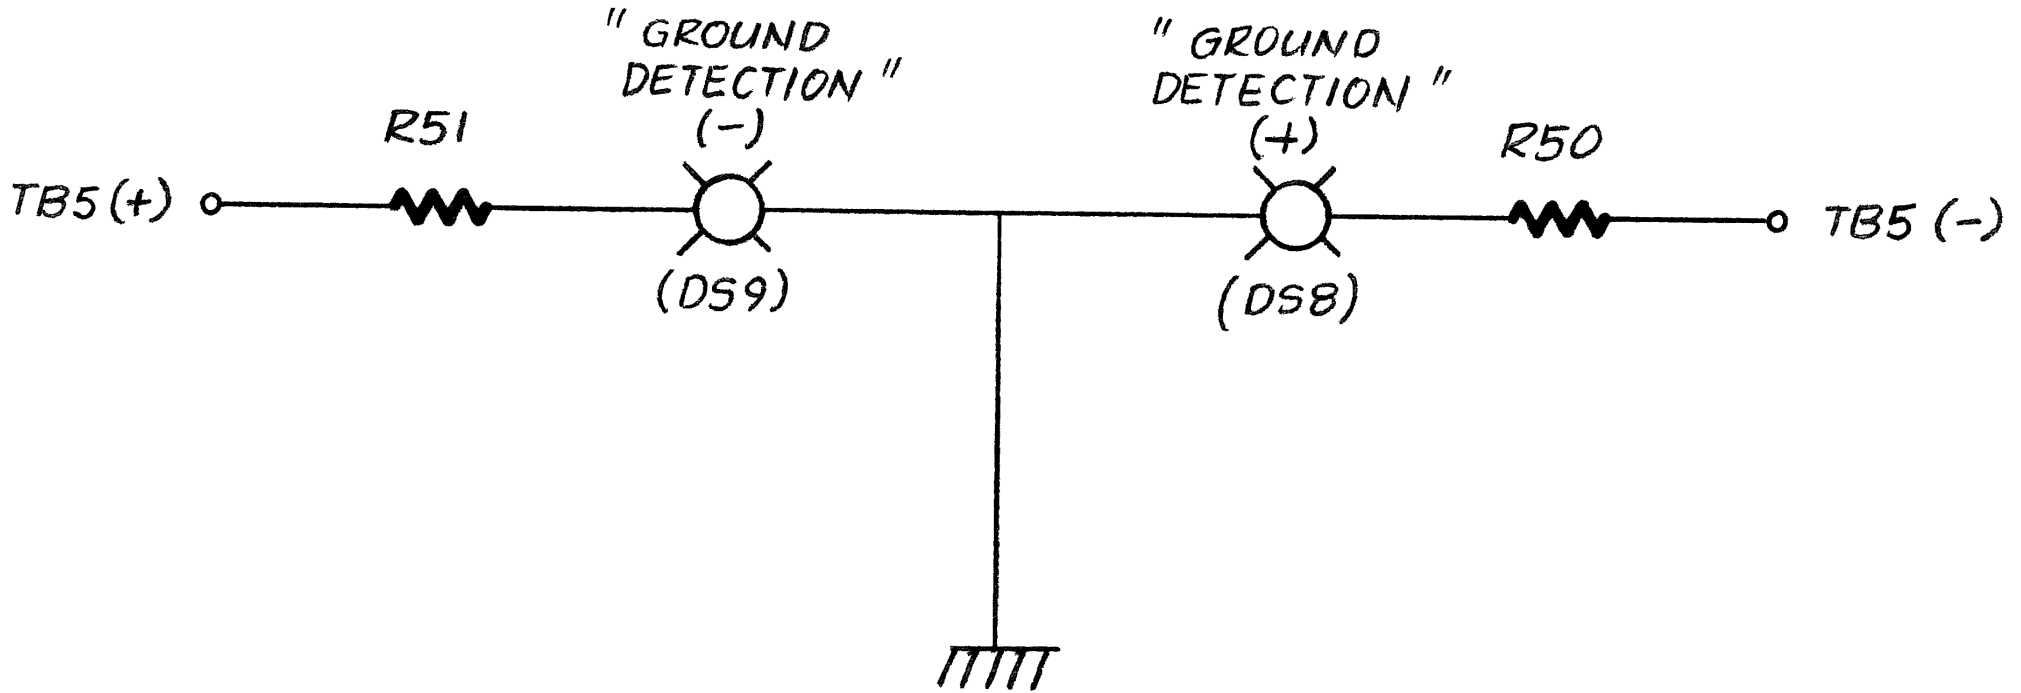 " GROUND
DETECTION "
(-)
" GROUND
DETECTION "
(+)
R51
R50
TB5 (+)
TB5 (-)
(DS9)
(DS8)